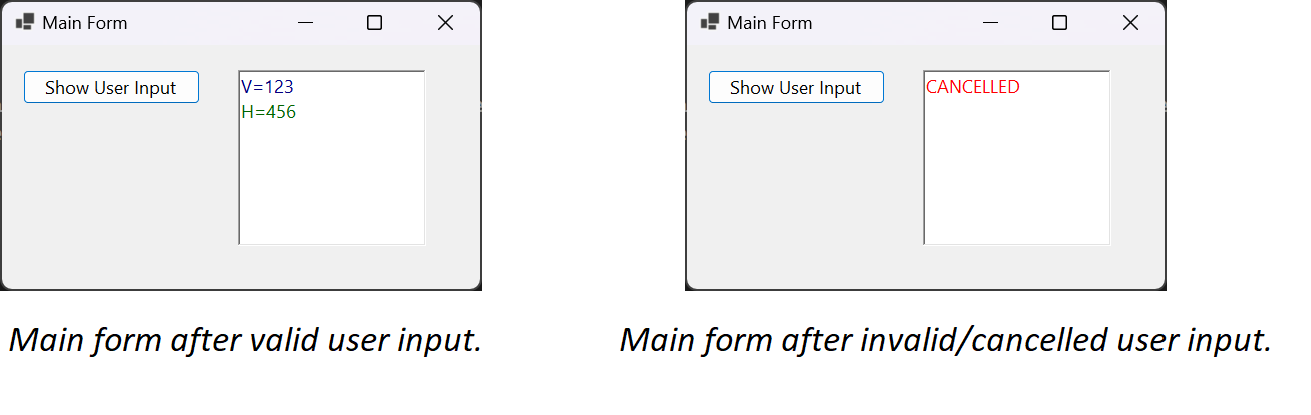 Main Form
Show User Input
V=123
H=456
Main form after valid user input.
Main Form
Show User Input
CANCELLED
Main form after invalid/cancelled user input.